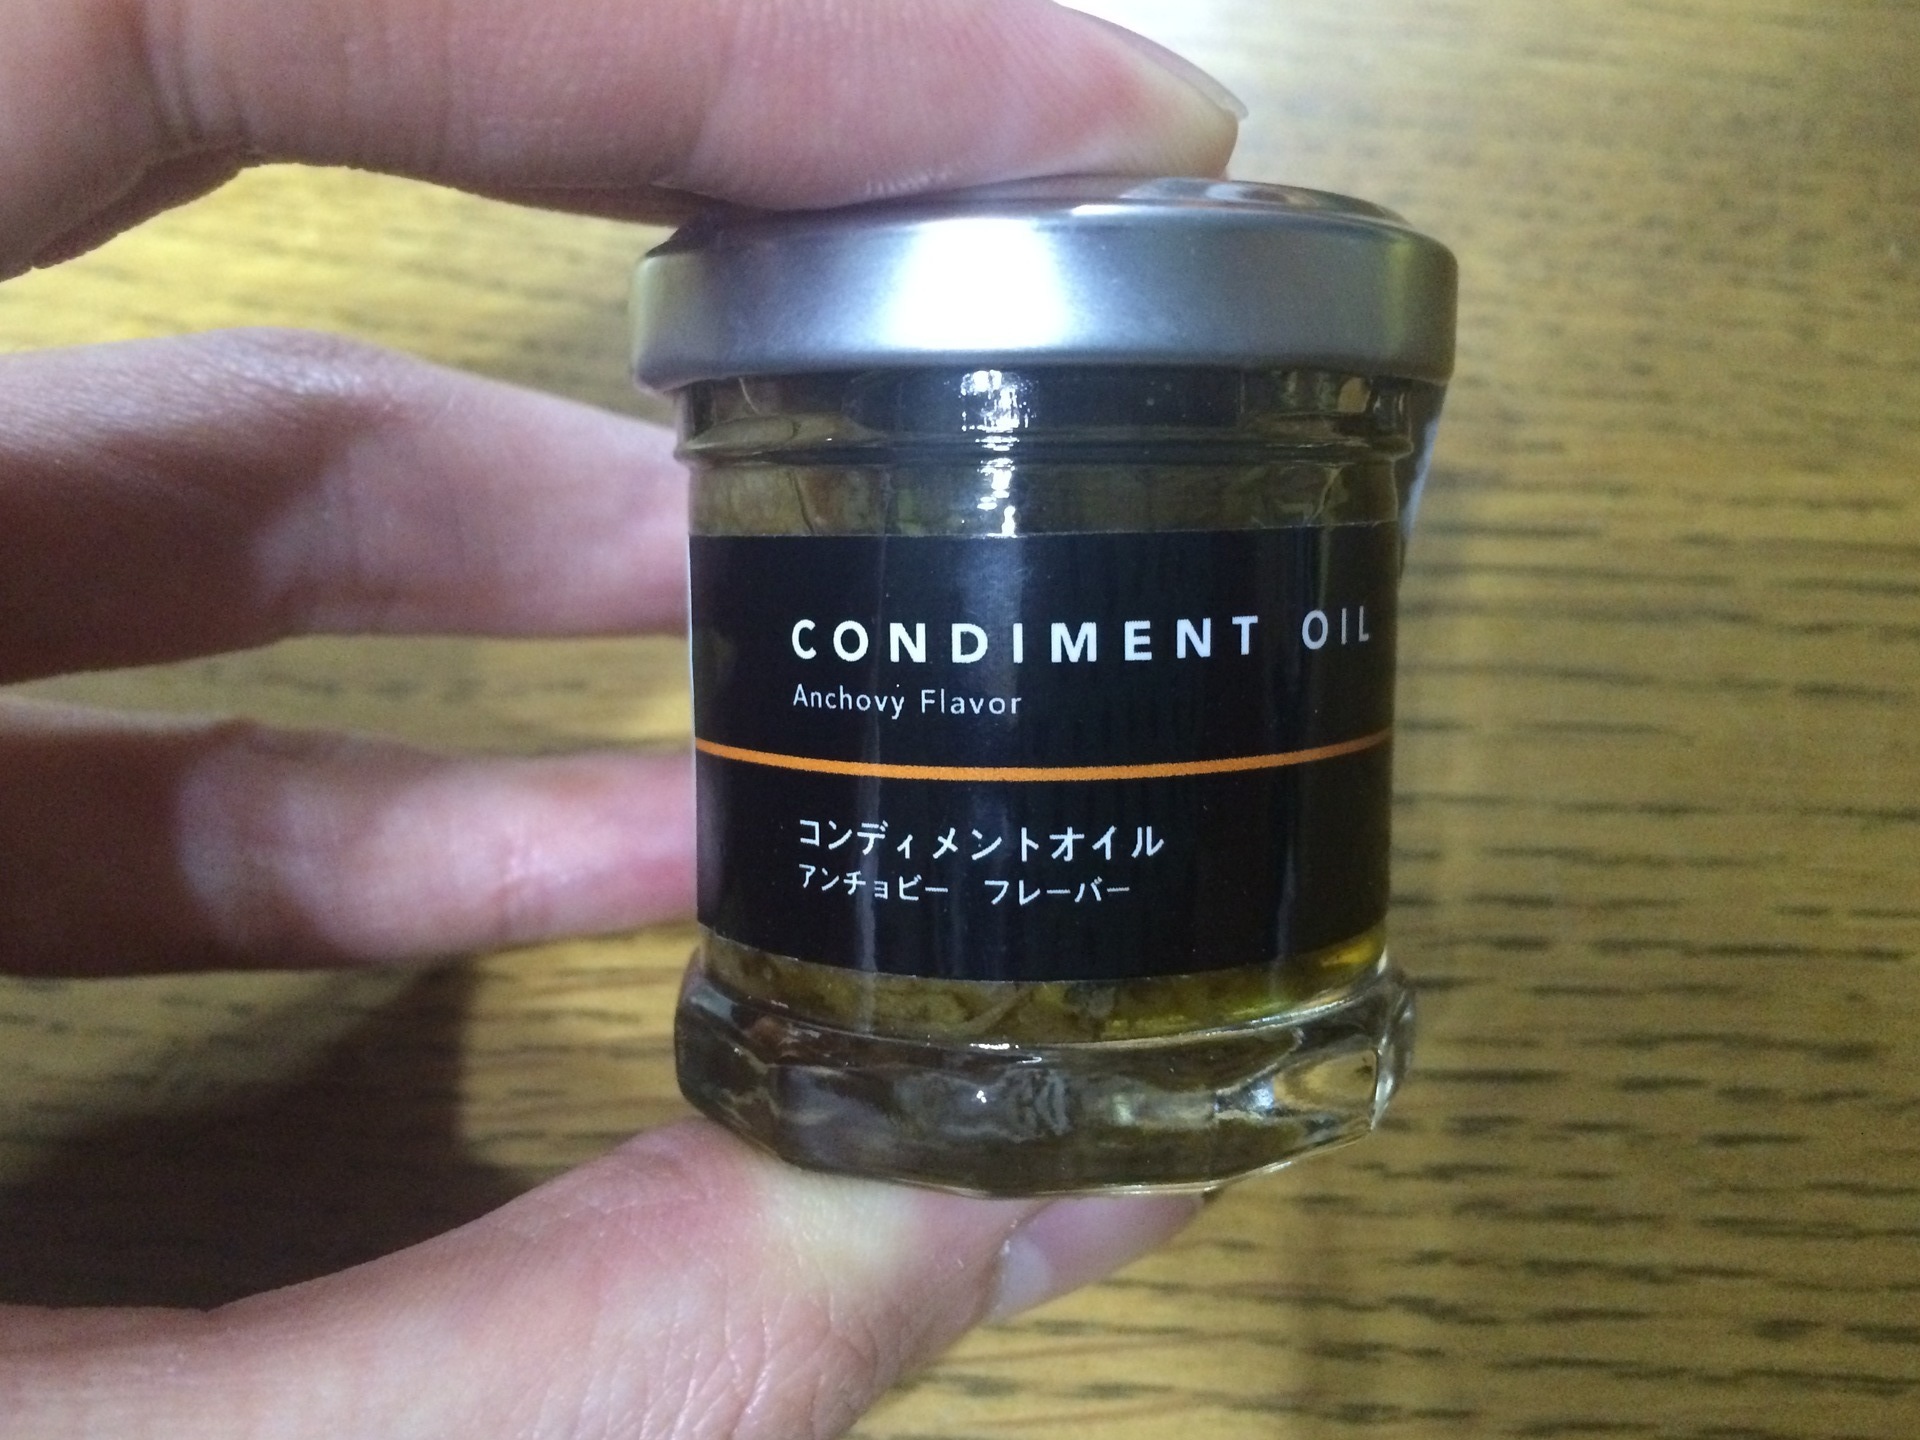 CONDIMENT OIL
Anchovy Flavor
コンディメントオイル
アンチョビー　フレーバー